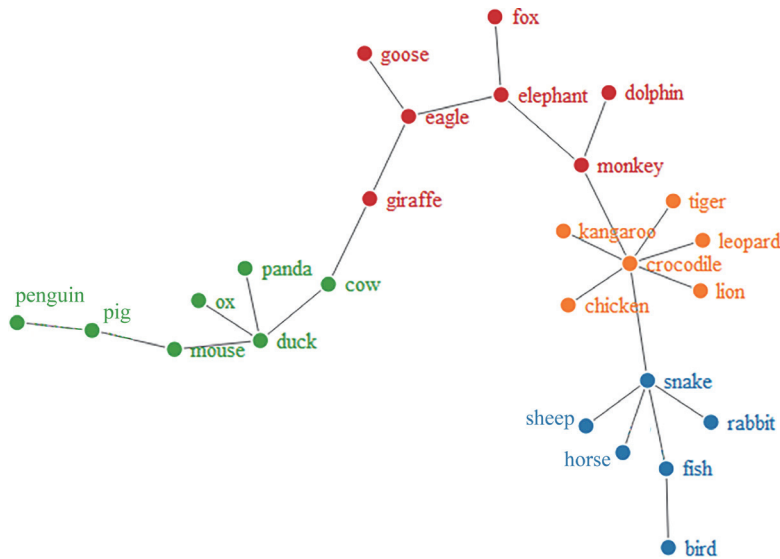 fox
goose
elephant
dolphin
eagle
monkey
giraffe
tiger
kangaroo
leopard
crocodile
panda
cow
penguin
ox
lion
pig
chicken
duck
mouse
snake
sheep
rabbit
horse
fish
bird